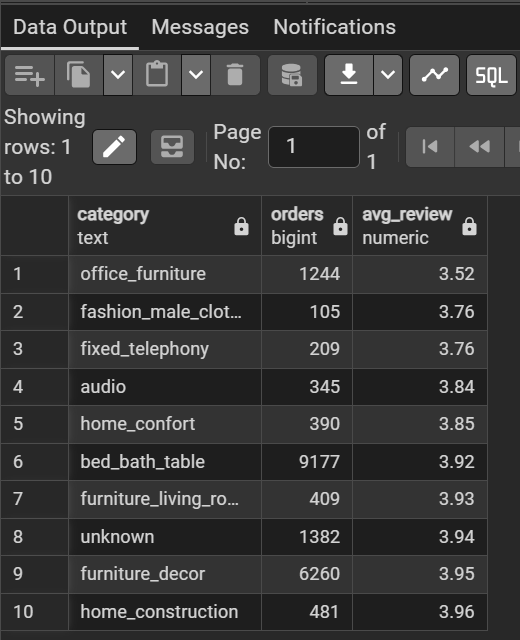 Data Output Messages Notifications
SQL
Showing rows: 1 to 10
Page No: 1 of 1
category text orders bigint avg_review numeric
1 office_furniture 1244 3.52
2 fashion_male_clot... 105 3.76
3 fixed_telephony 209 3.76
4 audio 345 3.84
5 home_confort 390 3.85
6 bed_bath_table 9177 3.92
7 furniture_living_ro... 409 3.93
8 unknown 1382 3.94
9 furniture_decor 6260 3.95
10 home_construction 481 3.96